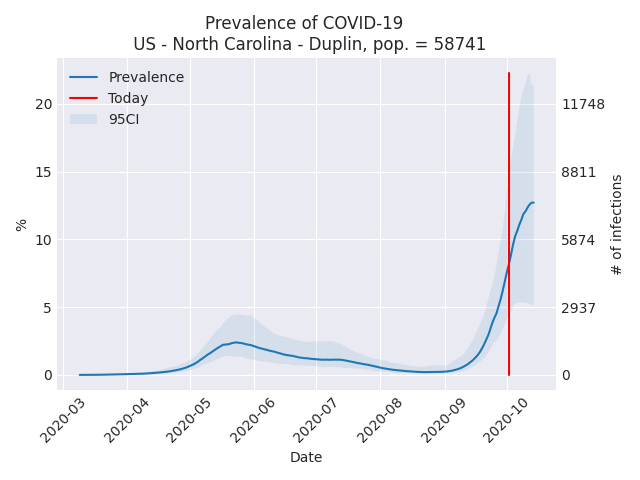 Prevalence of COVID-19
US - North Carolina - Duplin, pop. = 58741
Prevalence
Today
95CI
20
15
10
5
0
%
11748
8811
5874
2937
0
# of infections
2020-03
2020-04
2020-05
2020-06
2020-07
2020-08
2020-09
2020-10
Date